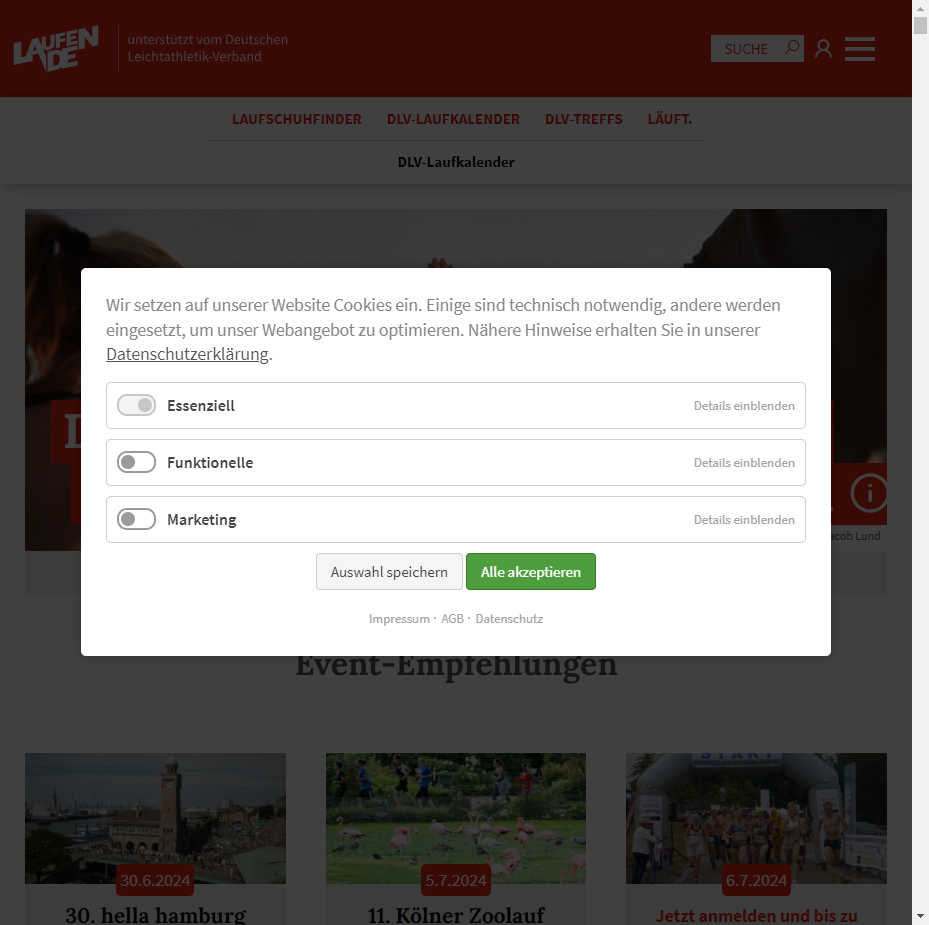 LAUFEN
DE
unterstützt vom Deutschen
Leichtathletik-Verband
SUCHE
LAUFSCHUHFINDER
DLV-LAUFKALENDER
DLV-TREFFS
LÄUFT.
DLV-Laufkalender
Wir setzen auf unserer Website Cookies ein. Einige sind technisch notwendig, andere werden
eingesetzt, um unser Webangebot zu optimieren. Nähere Hinweise erhalten Sie in unserer
Datenschutzerklärung.
Essenziell
Details einblenden
Funktionelle
Details einblenden
Marketing
Details einblenden
Auswahl speichern
Alle akzeptieren
Impressum · AGB · Datenschutz
Event-Empfehlungen
START
30.6.2024
5.7.2024
6.7.2024
30. hella hamburg
11. Kölner Zoolauf
Jetzt anmelden und bis zu